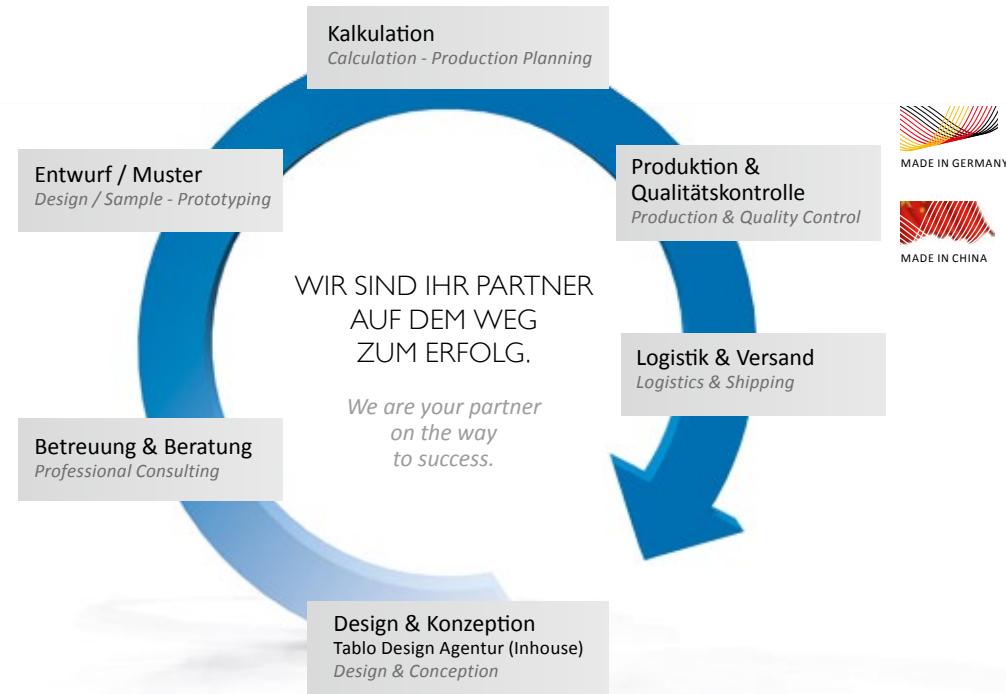 Kalkulation
Calculation - Production Planning
Entwurf / Muster
Design / Sample - Prototyping
Produktion &
Qualitätskontrolle
Production & Quality Control
MADE IN GERMANY
MADE IN CHINA
WIR SIND IHR PARTNER
AUF DEM WEG
ZUM ERFOLG.
We are your partner
on the way
to success.
Logistik & Versand
Logistics & Shipping
Betreuung & Beratung
Professional Consulting
Design & Konzeption
Tablo Design Agentur (Inhouse)
Design & Conception